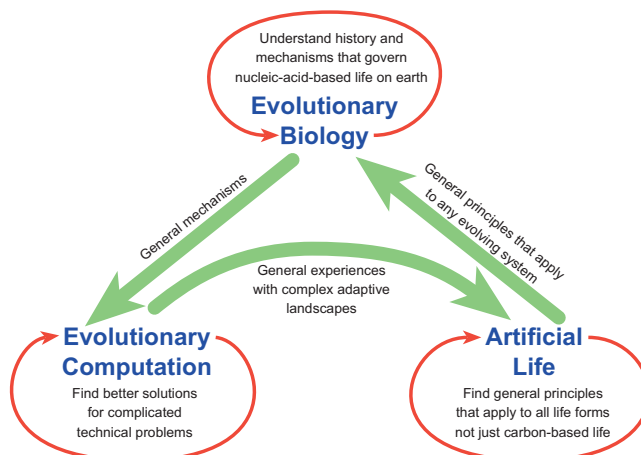 Understand history and
mechanisms that govern
nucleic-acid-based life on earth
Evolutionary
Biology
General mechanisms
General principles that apply
to any evolving system
General experiences
with complex adaptive
landscapes
Evolutionary
Computation
Find better solutions
for complicated
technical problems
Artificial
Life
Find general principles
that apply to all life forms
not just carbon-based life